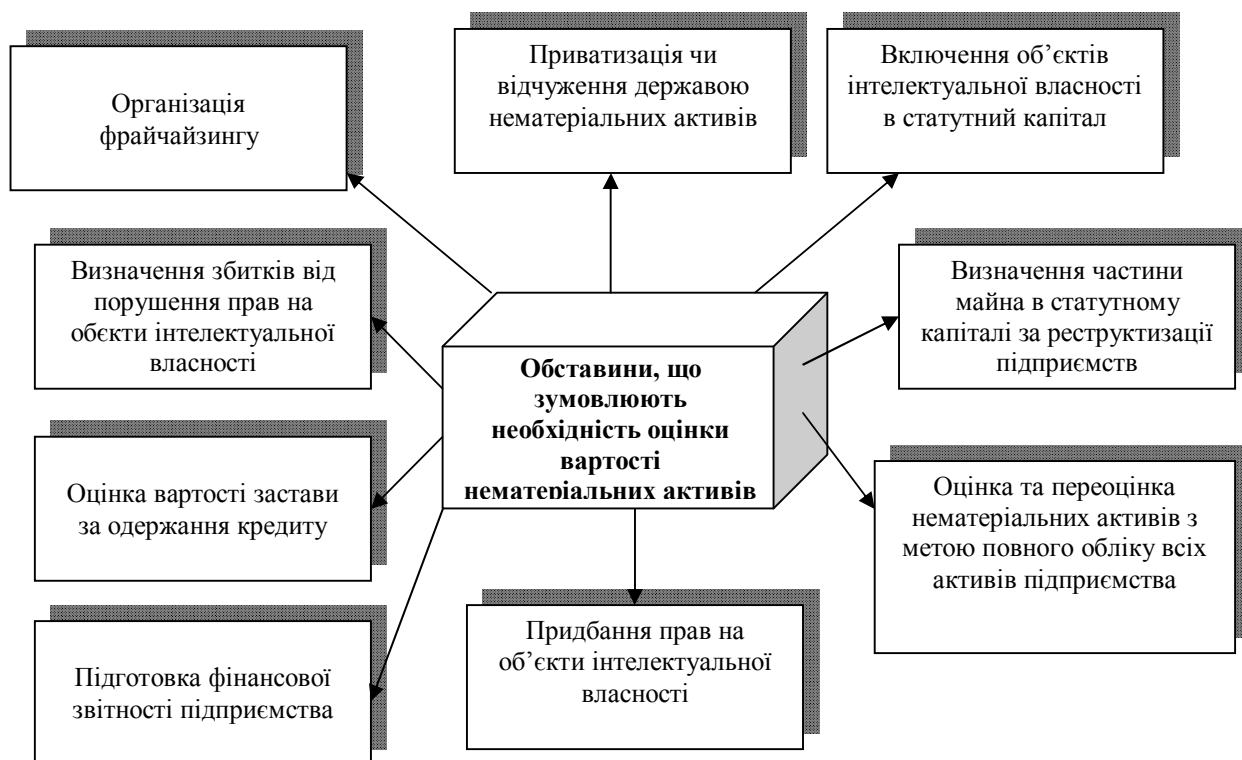 Організація
фрайчайзингу
Приватизація чи
відчуження державою
нематеріальних активів
Включення об’єктів
інтелектуальної власності
в статутний капітал
Визначення збитків від
порушення прав на
обєкти інтелектуальної
власності
Визначення частини
майна в статутному
капіталі за реструктизації
підприємств
Обставини, що
зумовлюють
необхідність оцінки
вартості
нематеріальних активів
Оцінка вартості застави
за одержання кредиту
Оцінка та переоцінка
нематеріальних активів з
метою повного обліку всіх
активів підприємства
Підготовка фінансової
звітності підприємства
Придбання прав на
об’єкти інтелектуальної
власності